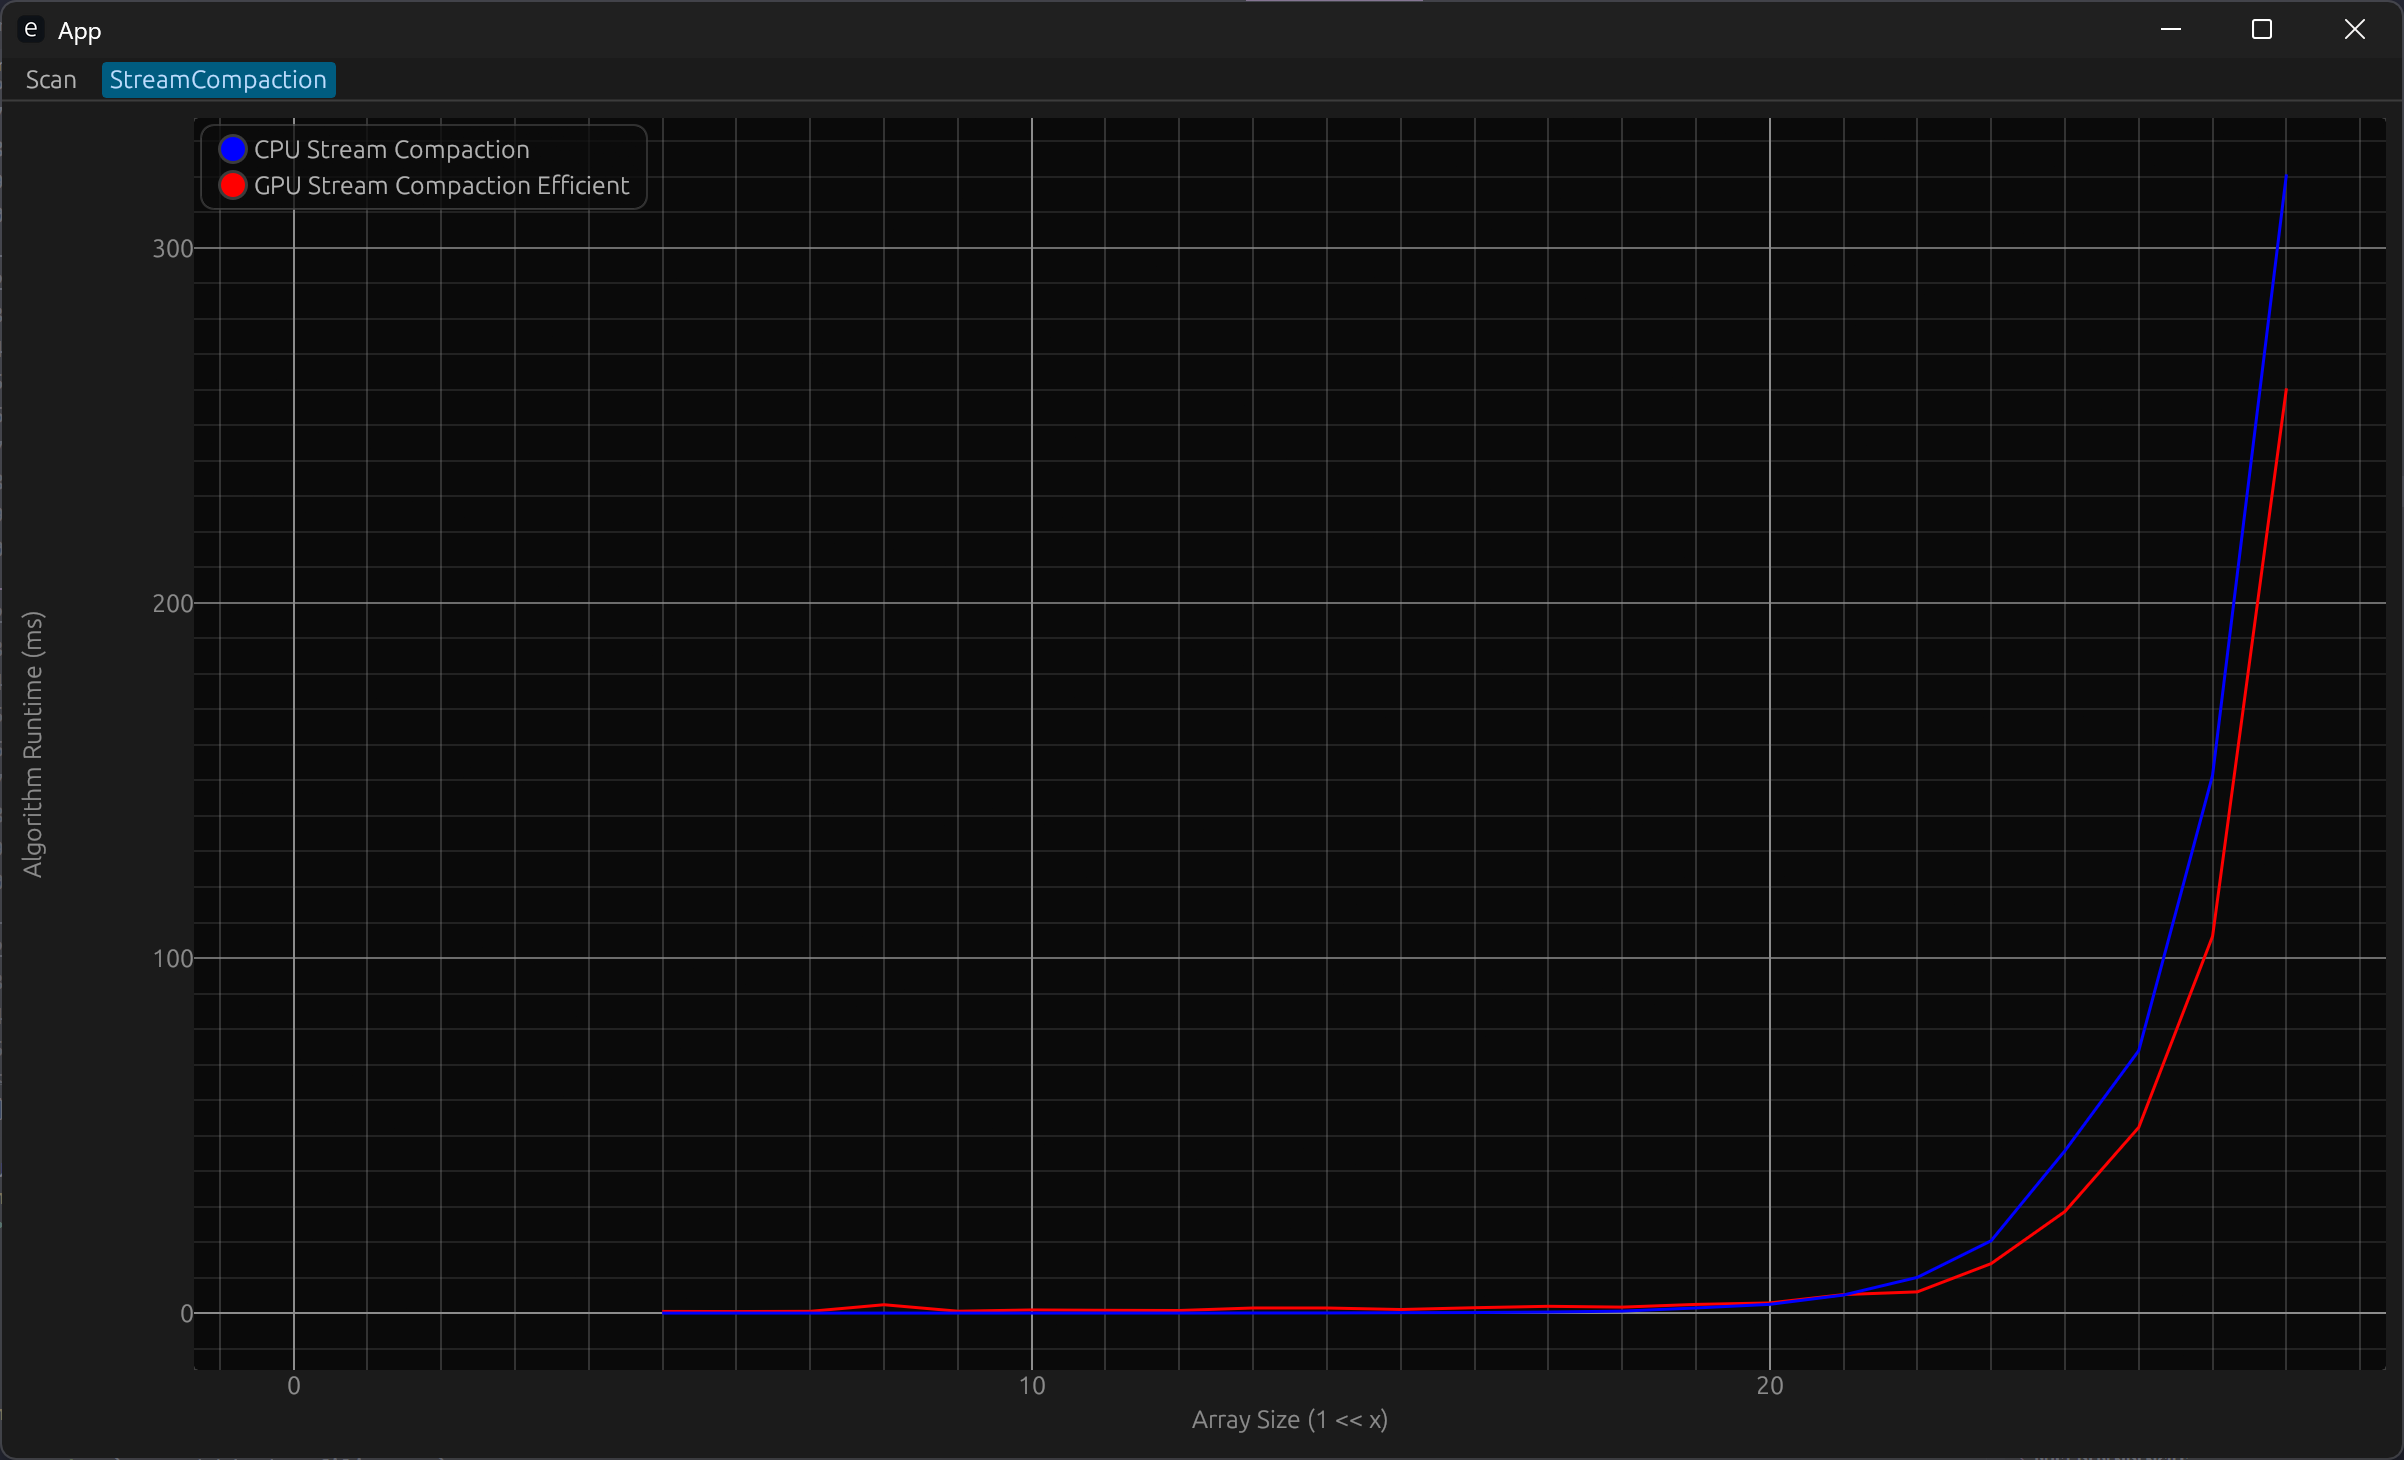 e App
Scan StreamCompaction
CPU Stream Compaction
GPU Stream Compaction Efficient
300
200
100
0
Algorithm Runtime (ms)
0 10 20
Array Size (1 << x)